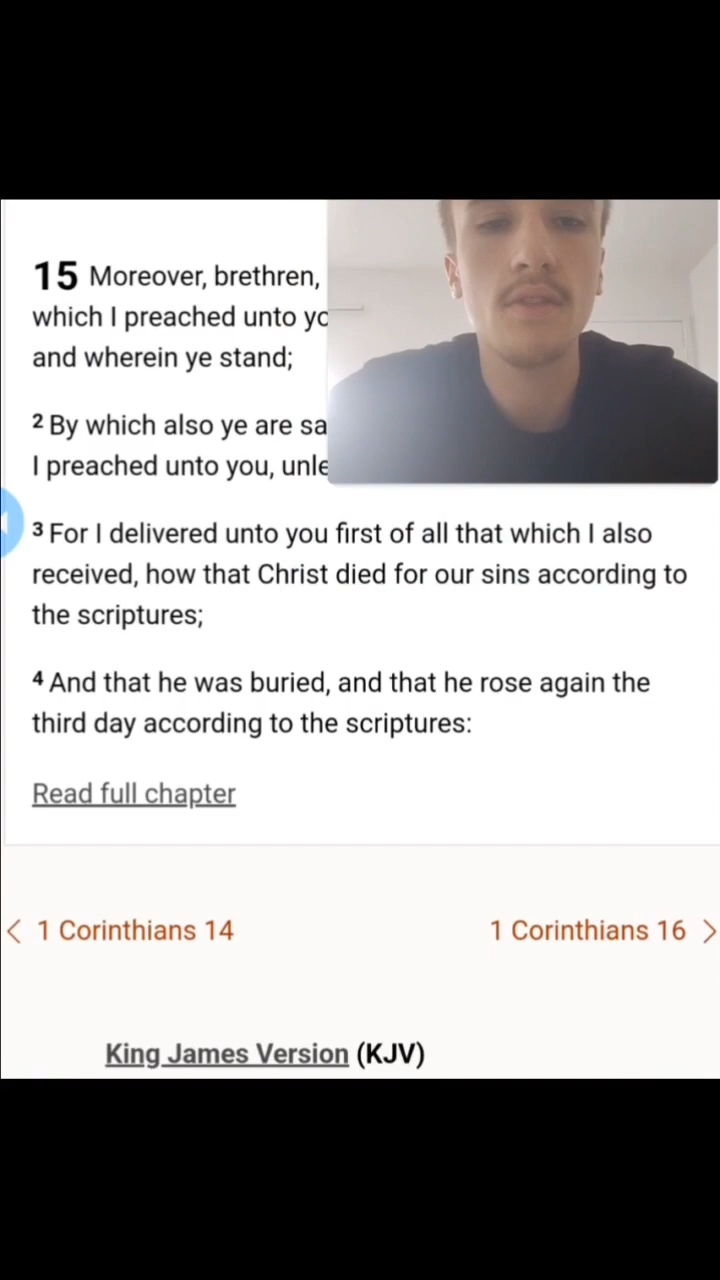 15 Moreover, brethren,
which I preached unto yo
and wherein ye stand;
2 By which also ye are sa
I preached unto you, unle
3 For I delivered unto you first of all that which I also
received, how that Christ died for our sins according to
the scriptures;
4 And that he was buried, and that he rose again the
third day according to the scriptures:
Read full chapter
< 1 Corinthians 14
1 Corinthians 16 >
King James Version (KJV)